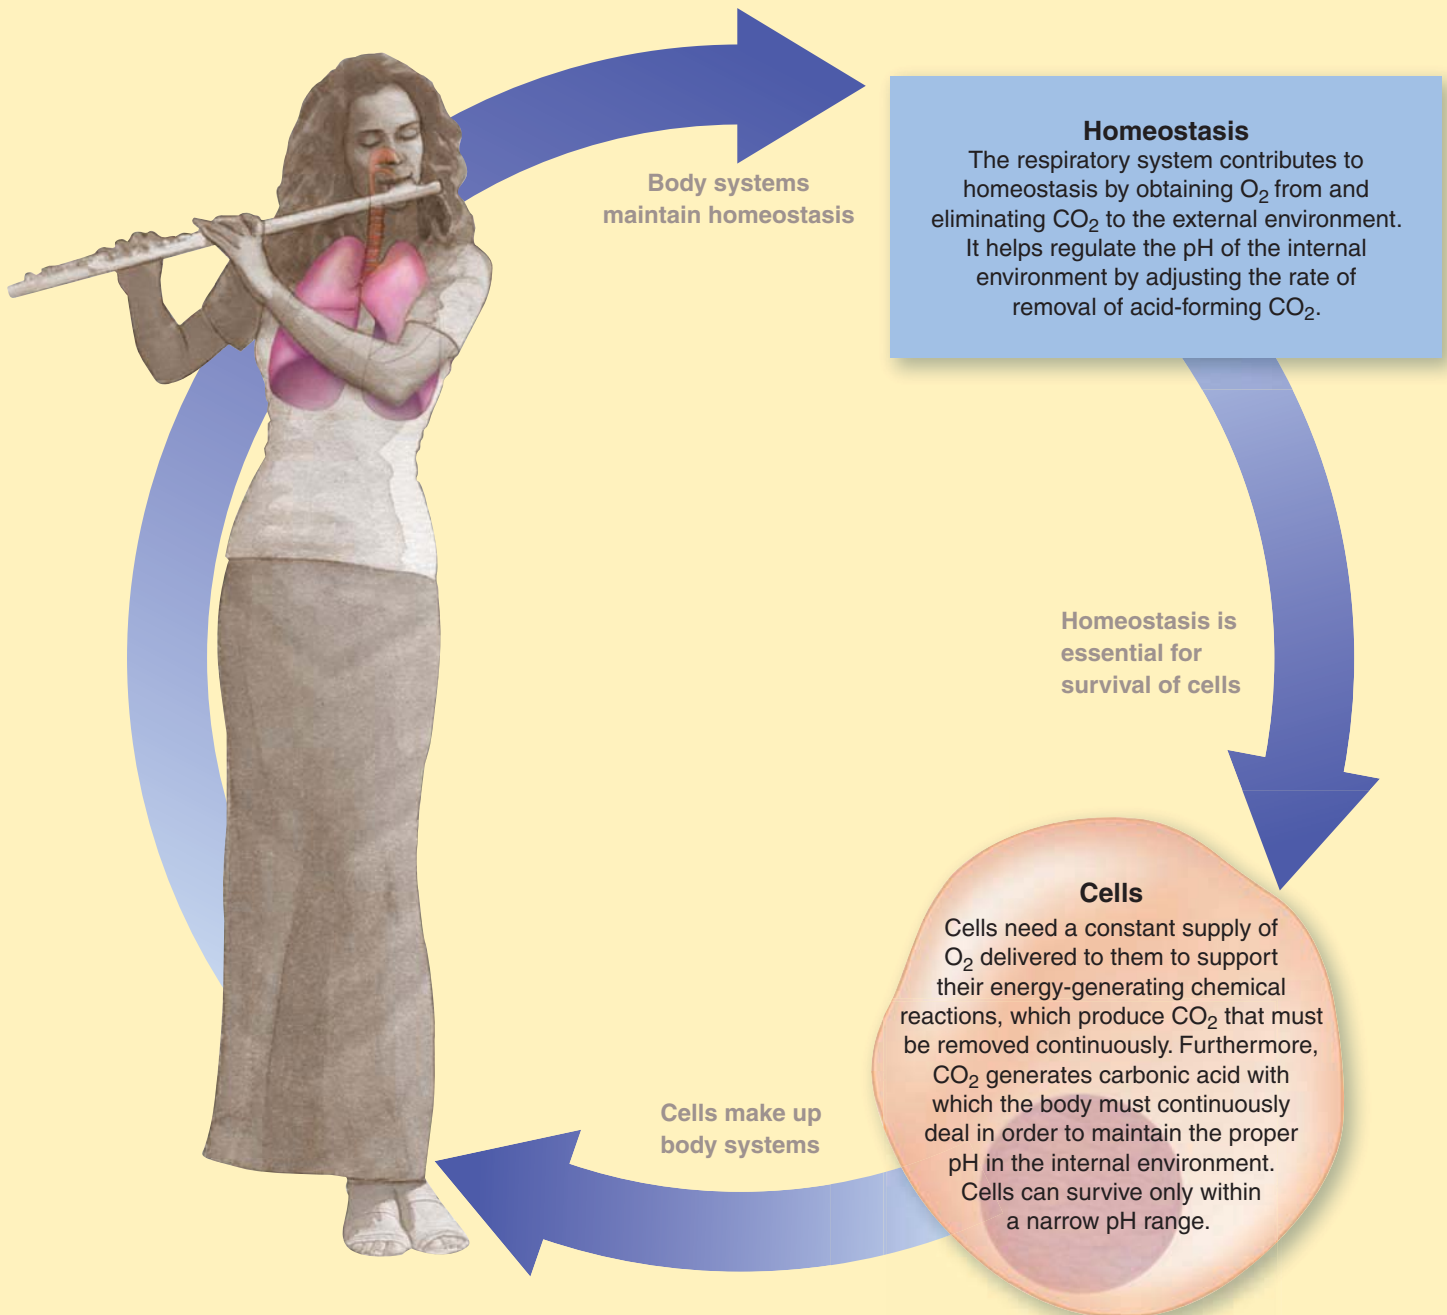 Body systems
maintain homeostasis
Homeostasis
The respiratory system contributes to
homeostasis by obtaining O₂ from and
eliminating CO₂ to the external environment.
It helps regulate the pH of the internal
environment by adjusting the rate of
removal of acid-forming CO₂.
Homeostasis is
essential for
survival of cells
Cells
Cells need a constant supply of
O₂ delivered to them to support
their energy-generating chemical
reactions, which produce CO₂ that must
be removed continuously. Furthermore,
CO₂ generates carbonic acid with
which the body must continuously
deal in order to maintain the proper
pH in the internal environment.
Cells can survive only within
a narrow pH range.
Cells make up
body systems